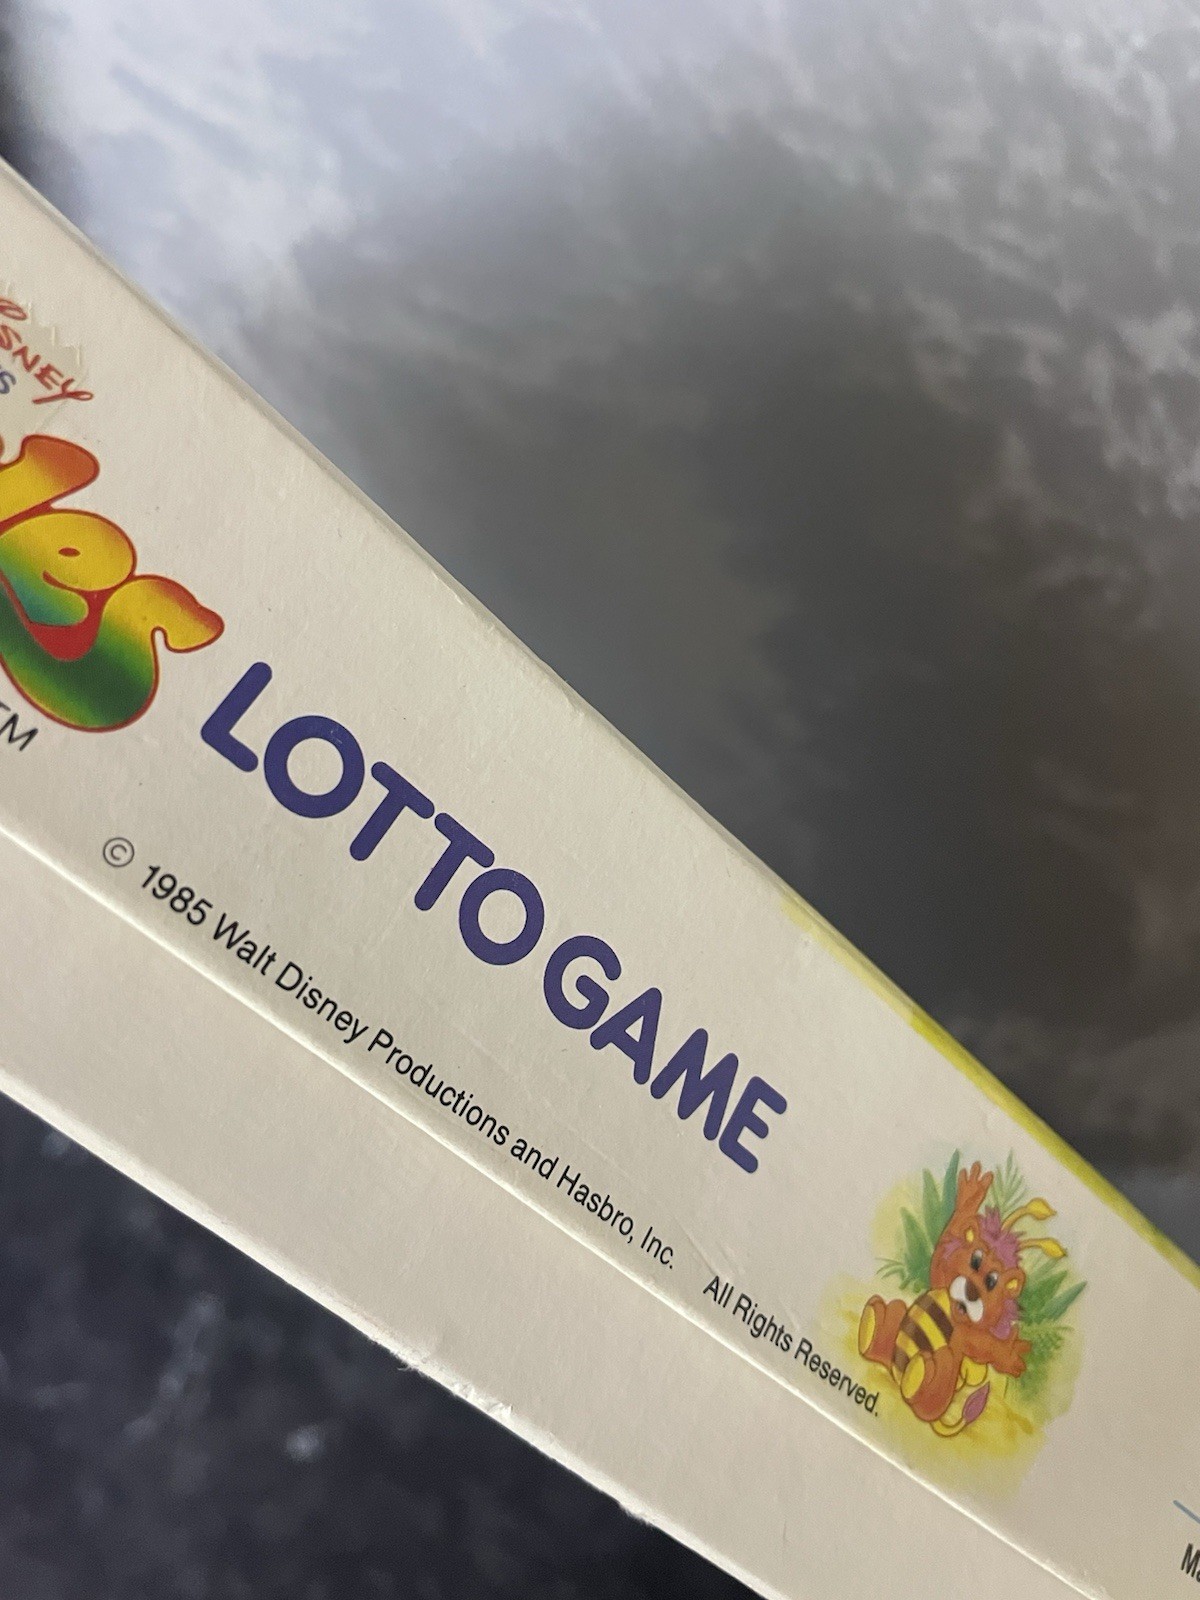 LOTTO GAME
© 1985 Walt Disney Productions and Hasbro, Inc. All Rights Reserved.
TM